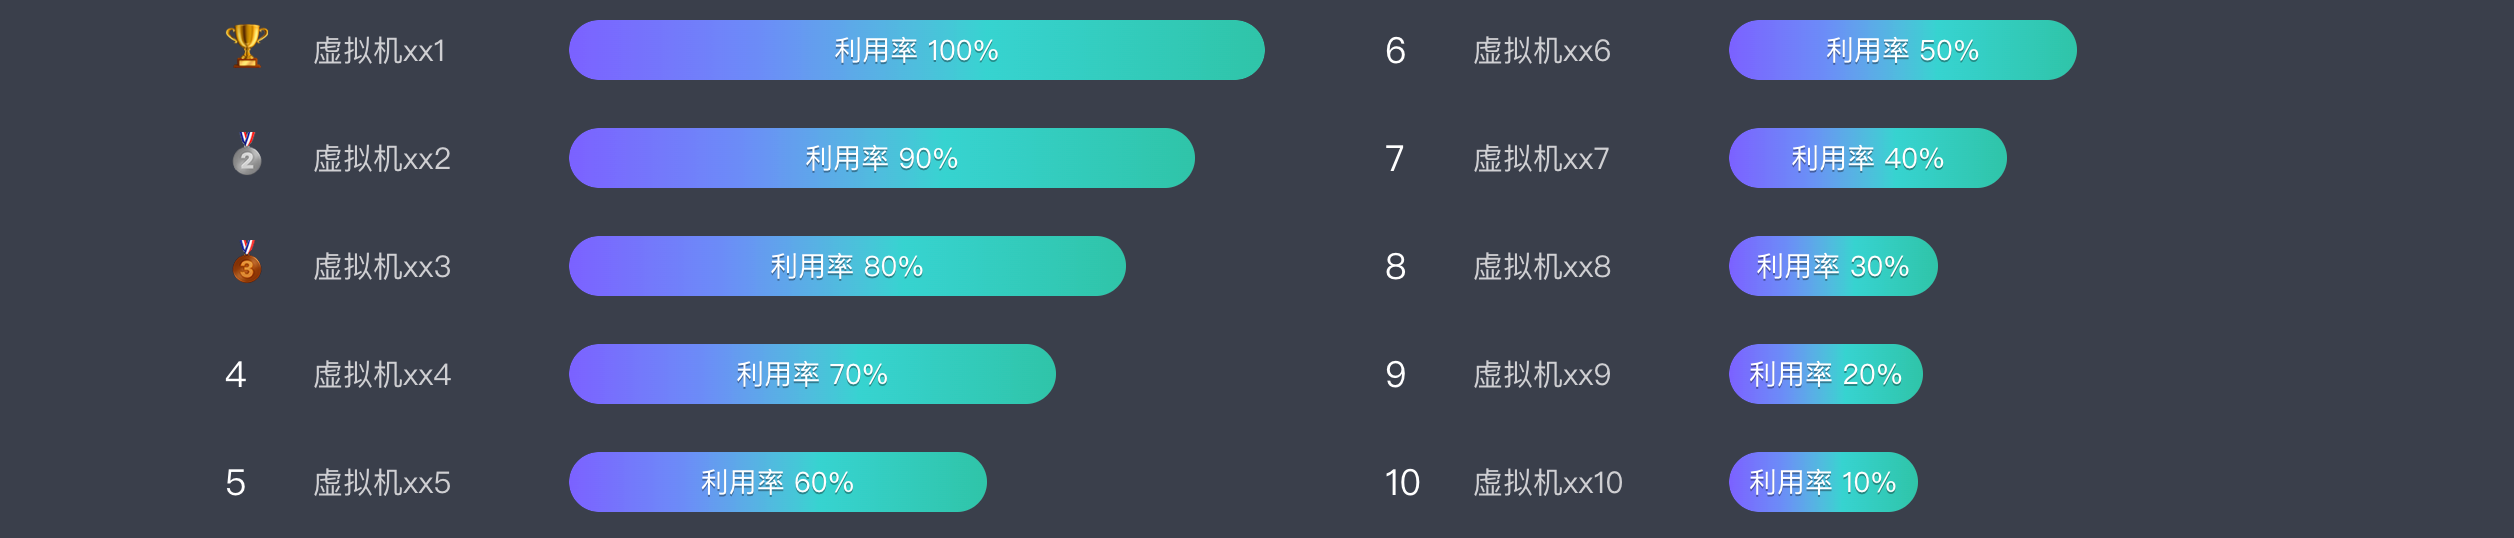 虚拟机xx1
利用率 100%
2
虚拟机xx2
利用率 90%
3
虚拟机xx3
利用率 80%
4
虚拟机xx4
利用率 70%
5
虚拟机xx5
利用率 60%
6
虚拟机xx6
利用率 50%
7
虚拟机xx7
利用率 40%
8
虚拟机xx8
利用率 30%
9
虚拟机xx9
利用率 20%
10
虚拟机xx10
利用率 10%